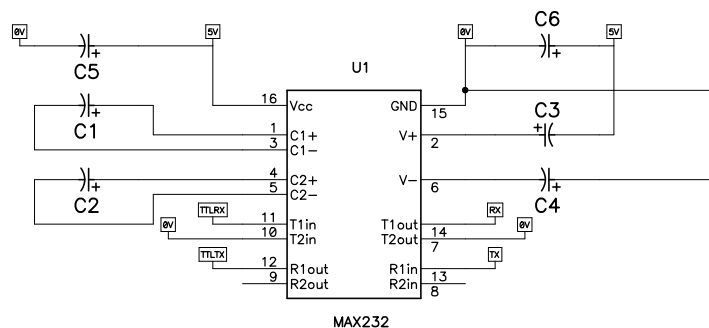 C6
0V
5V
0V
5V
+
+
C5
U1
16
Vcc
GND
15
C3
+
C1
+
1
C1+
V+
2
3
C1-
C2
+
4
C2+
V-
6
+
C4
5
C2-
TTLRX
11
T1in
T1out
14
RX
0V
10
T2in
T2out
7
0V
TTLTX
12
R1out
R1in
13
TX
9
R2out
R2in
8
MAX232